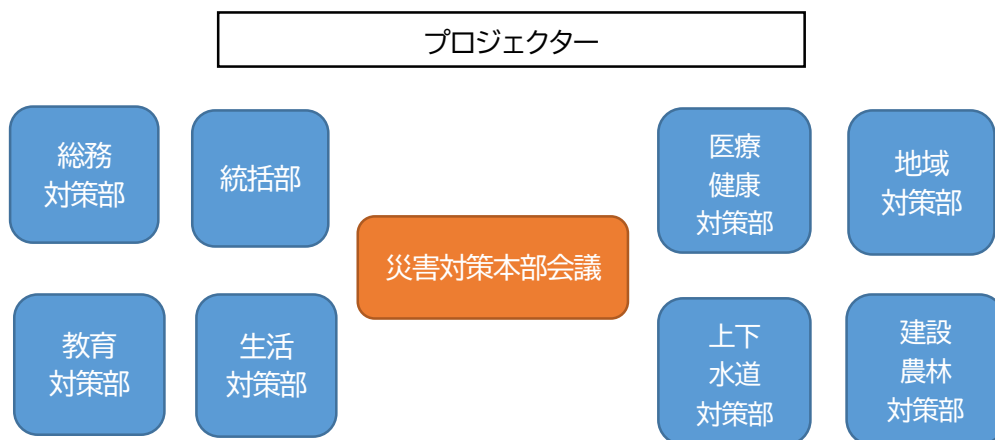 プロジェクター
総務
対策部
統括部
医療
健康
対策部
地域
対策部
災害対策本部会議
教育
対策部
生活
対策部
上下
水道
対策部
建設
農林
対策部